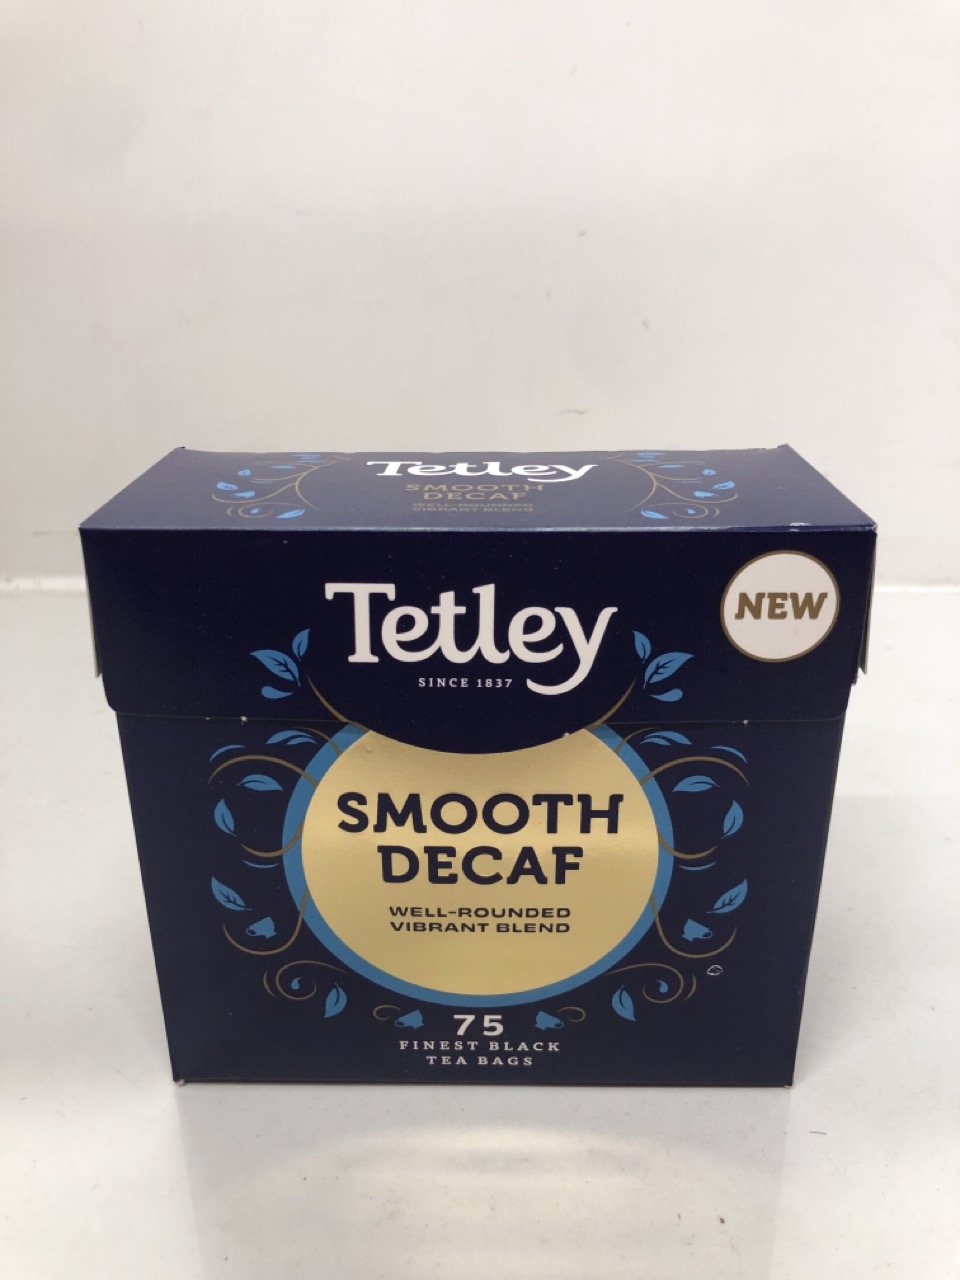 Tetley
SMOOTH
DECAF
WELL-ROUNDED
VIBRANT BLEND
Tetley
SINCE 1837
NEW
SMOOTH
DECAF
WELL-ROUNDED
VIBRANT BLEND
75
FINEST BLACK
TEA BAGS